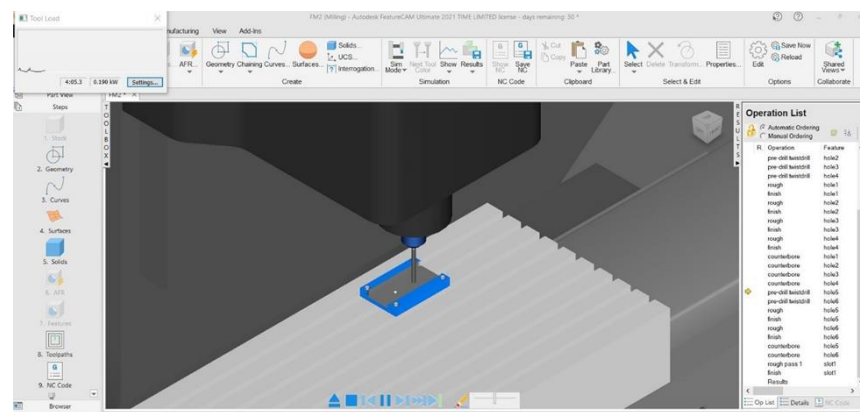 Tool Load
FM2 (Milling) - Autodesk FeatureCAM Ultimate 2021 TIME LIMITED license - days remaining: 30 *
nufacturing View Add-Ins
4:05.3 0.190 kW Settings...
AFR... Geometry Chaining Curves... Surfaces...
Solids...
UCS...
Interrogation...
Create
Sim Mode Next Tool Color Show Results
Simulation
Show NC Save NC
NC Code
Cut
Copy
Paste Part Library...
Clipboard
Select Delete Transform... Properties...
Select & Edit
Edit
Save Now
Reload
Options
Shared Views
Collaborate
Part View
FM2 *
Steps
1. Stock
2. Geometry
3. Curves
4. Surfaces
5. Solids
6. AFR
7. Features
8. Toolpaths
9. NC Code
Browser
TOOLBOX
RESULTS
Operation List
Automatic Ordering
Manual Ordering
R. Operation Feature
pre-drill twistdrill hole2
pre-drill twistdrill hole3
pre-drill twistdrill hole4
rough hole1
finish hole1
rough hole2
finish hole2
rough hole3
finish hole3
rough hole4
finish hole4
counterbore hole1
counterbore hole2
counterbore hole3
counterbore hole4
pre-drill twistdrill hole5
pre-drill twistdrill hole6
rough hole5
finish hole5
rough hole6
finish hole6
counterbore hole5
counterbore hole6
rough pass 1 slot1
finish slot1
Results
Op List Details NC Code